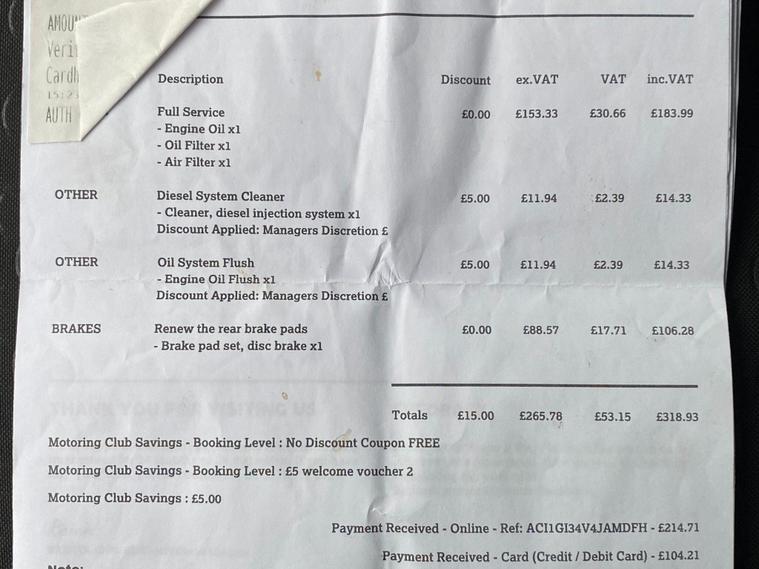 AMOU
Veri
Cardh
15:23
AUTH
Description Discount ex.VAT VAT inc.VAT
Full Service £0.00 £153.33 £30.66 £183.99
- Engine Oil x1
- Oil Filter x1
- Air Filter x1
OTHER Diesel System Cleaner £5.00 £11.94 £2.39 £14.33
- Cleaner, diesel injection system x1
Discount Applied: Managers Discretion £
OTHER Oil System Flush £5.00 £11.94 £2.39 £14.33
- Engine Oil Flush x1
Discount Applied: Managers Discretion £
BRAKES Renew the rear brake pads £0.00 £88.57 £17.71 £106.28
- Brake pad set, disc brake x1
Totals £15.00 £265.78 £53.15 £318.93
Motoring Club Savings - Booking Level : No Discount Coupon FREE
Motoring Club Savings - Booking Level : £5 welcome voucher 2
Motoring Club Savings : £5.00
Payment Received - Online - Ref: ACI1GI34V4JAMDFH - £214.71
Payment Received - Card (Credit / Debit Card) - £104.21
Note: